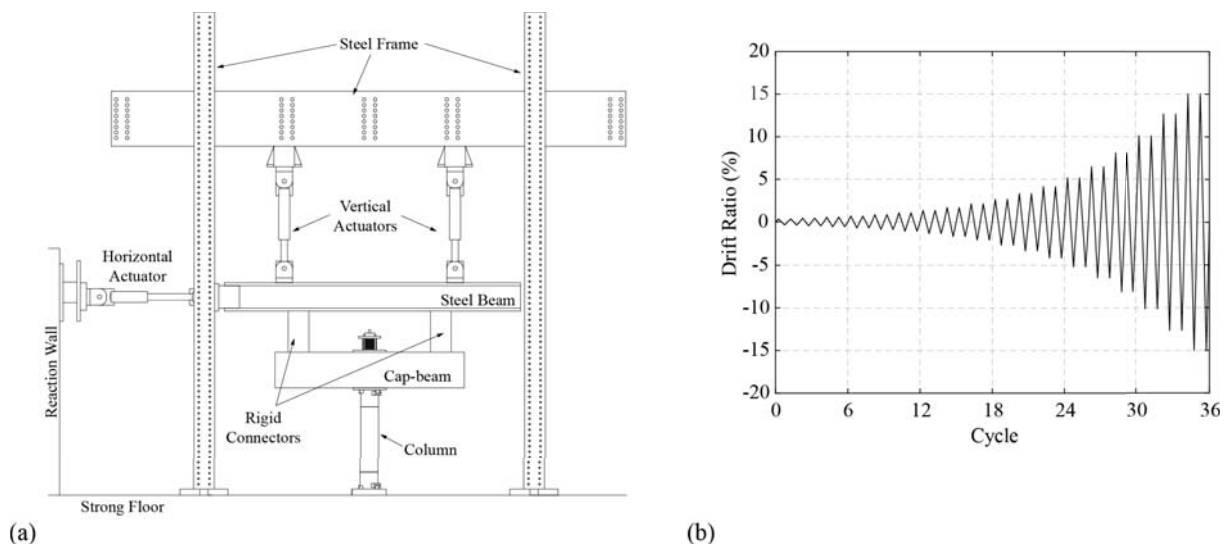 Steel Frame
Vertical
Actuators
Horizontal
Actuator
Steel Beam
Reaction Wall
Cap-beam
Rigid
Connectors
Column
Strong Floor
(a)
20
15
10
5
0
-5
-10
-15
-20
Drift Ratio (%)
0 6 12 18 24 30 36
Cycle
(b)